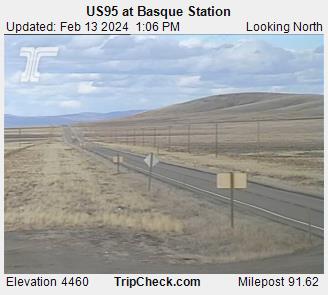 US95 at Basque Station
Updated: Feb 13 2024 1:06 PM Looking North
Elevation 4460 TripCheck.com Milepost 91.62